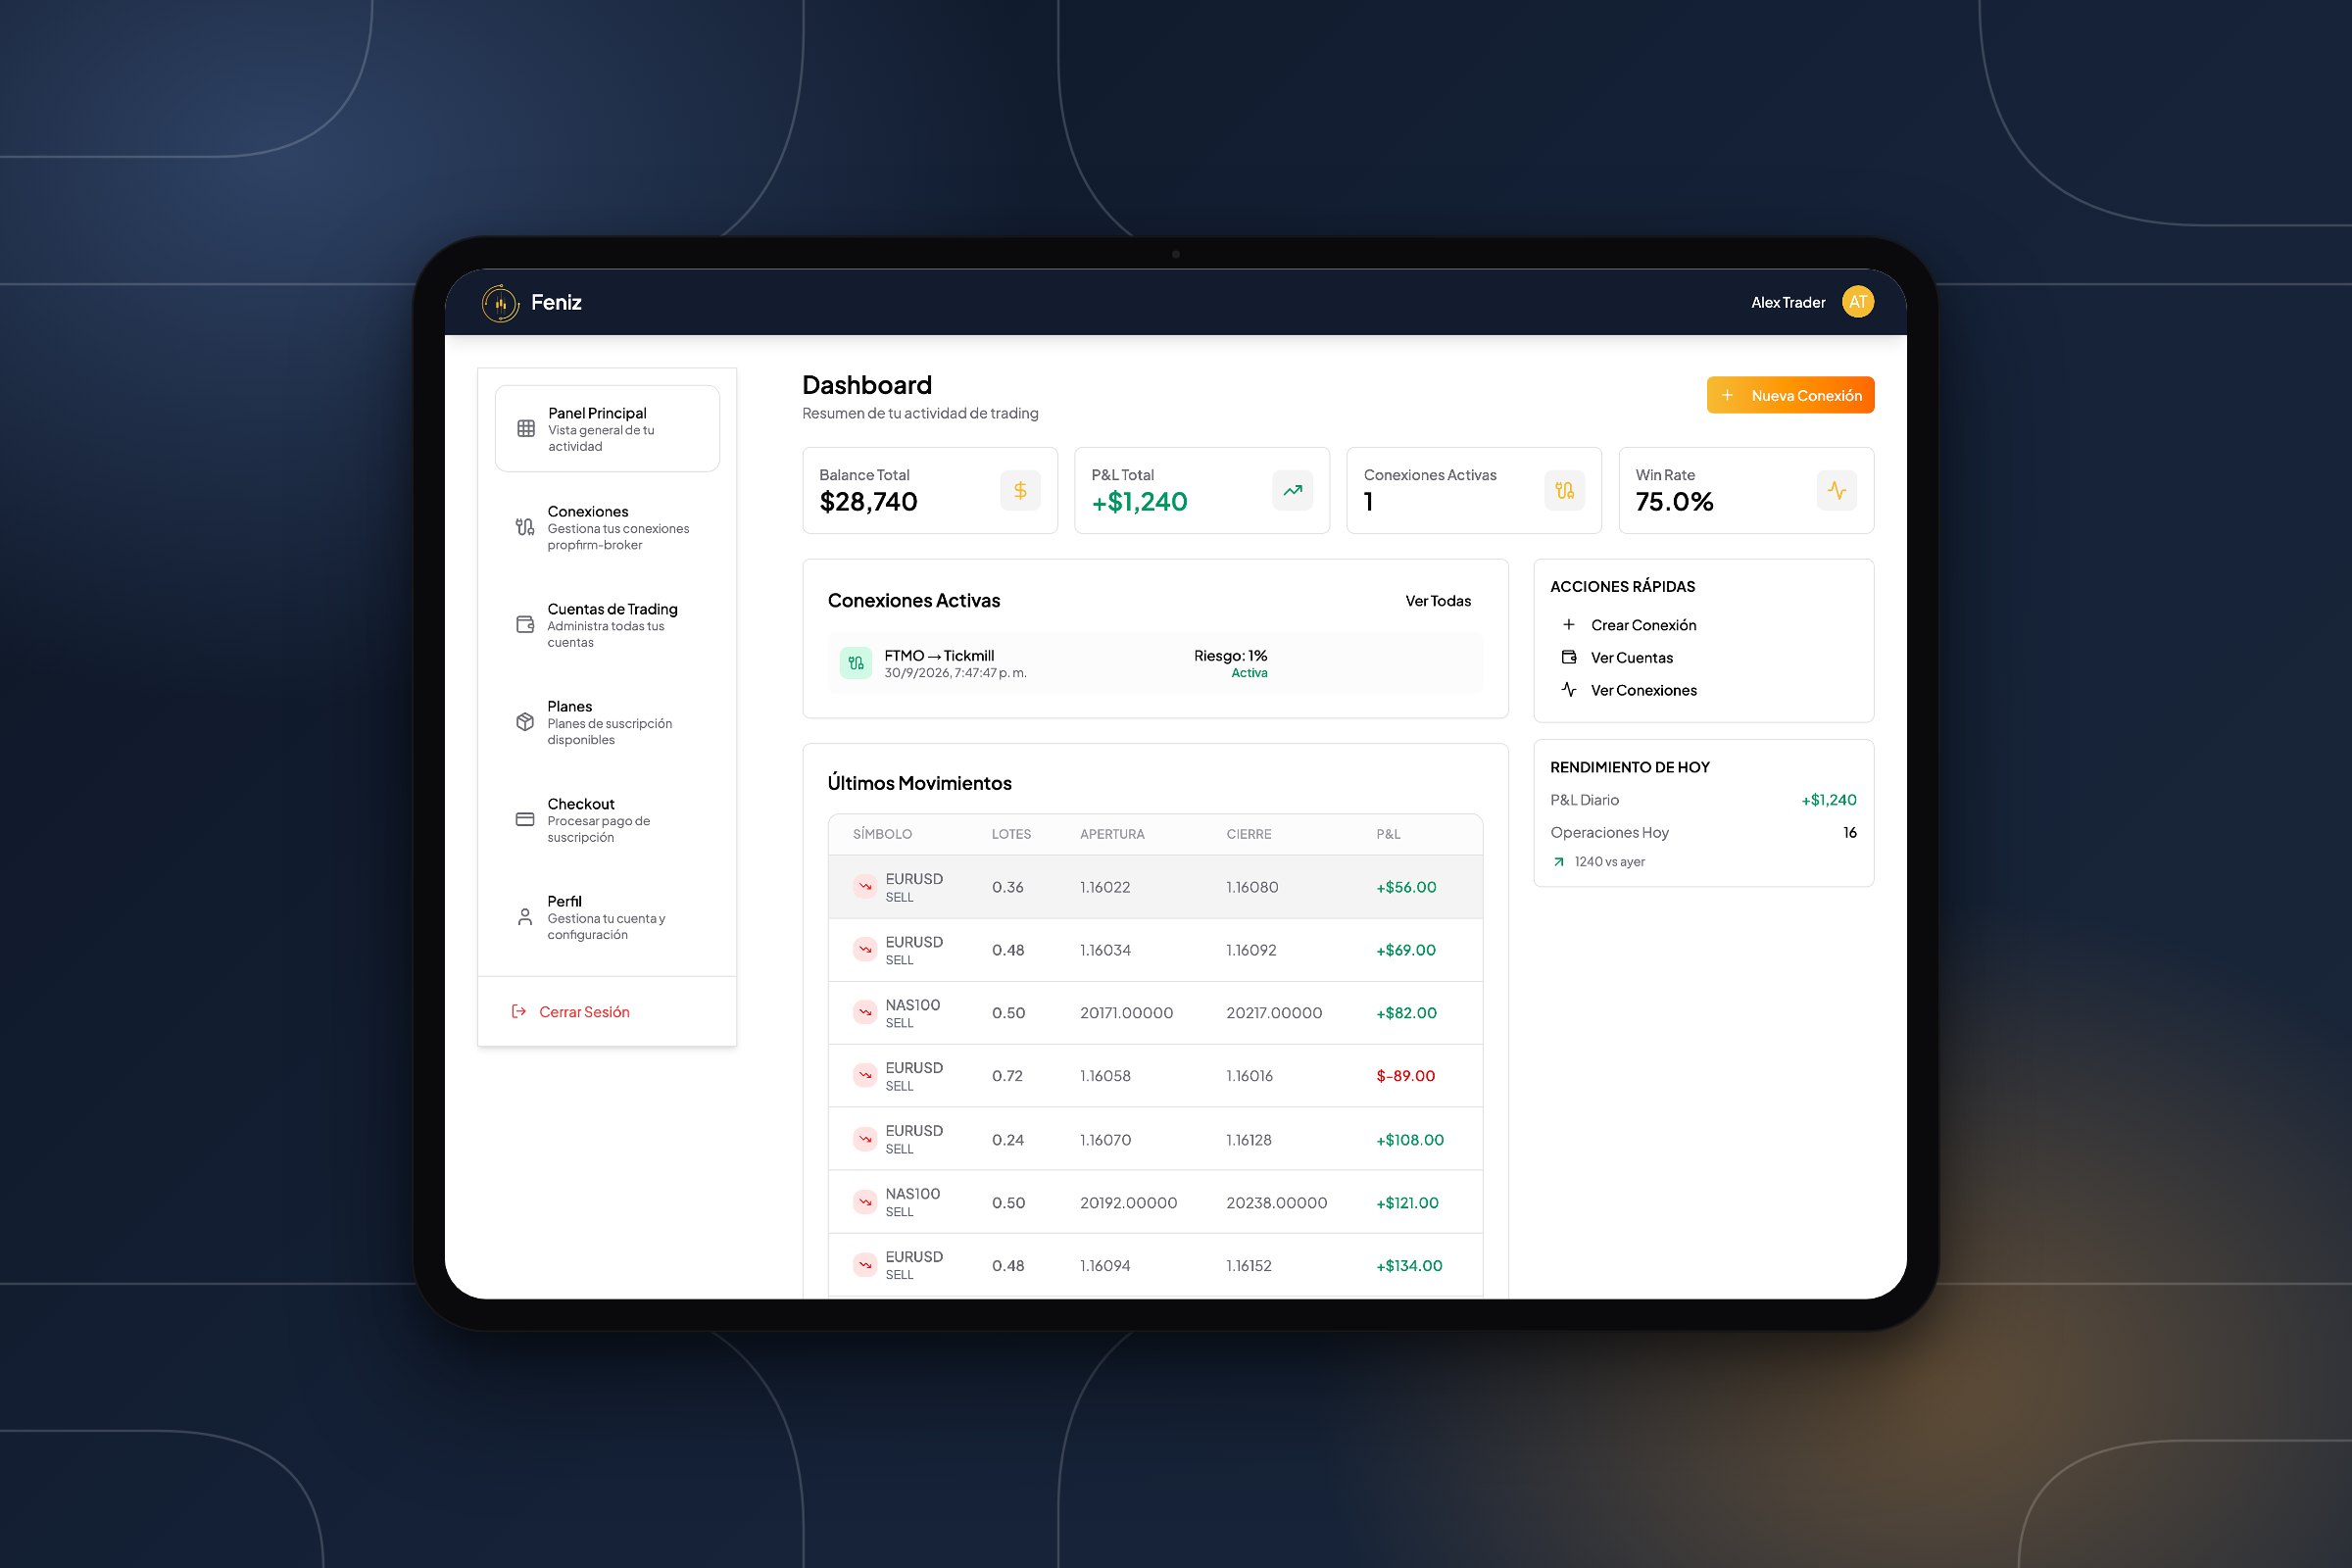 Feniz
Alex Trader
AT
Panel Principal
Vista general de tu
actividad
Conexiones
Gestiona tus conexiones
propfirm-broker
Cuentas de Trading
Administra todas tus
cuentas
Planes
Planes de suscripción
disponibles
Checkout
Procesar pago de
suscripción
Perfil
Gestiona tu cuenta y
configuración
Cerrar Sesión
Dashboard
Resumen de tu actividad de trading
+ Nueva Conexión
Balance Total
$28,740
P&L Total
+$1,240
Conexiones Activas
1
Win Rate
75.0%
Conexiones Activas
Ver Todas
FTMO → Tickmill
30/9/2026, 7:47:47 p. m.
Riesgo: 1%
Activa
Últimos Movimientos
SÍMBOLO LOTES APERTURA CIERRE P&L
EURUSD
SELL
0.36 1.16022 1.16080 +$56.00
EURUSD
SELL
0.48 1.16034 1.16092 +$69.00
NAS100
SELL
0.50 20171.00000 20217.00000 +$82.00
EURUSD
SELL
0.72 1.16058 1.16016 $-89.00
EURUSD
SELL
0.24 1.16070 1.16128 +$108.00
NAS100
SELL
0.50 20192.00000 20238.00000 +$121.00
EURUSD
SELL
0.48 1.16094 1.16152 +$134.00
ACCIONES RÁPIDAS
+ Crear Conexión
Ver Cuentas
Ver Conexiones
RENDIMIENTO DE HOY
P&L Diario +$1,240
Operaciones Hoy 16
1240 vs ayer